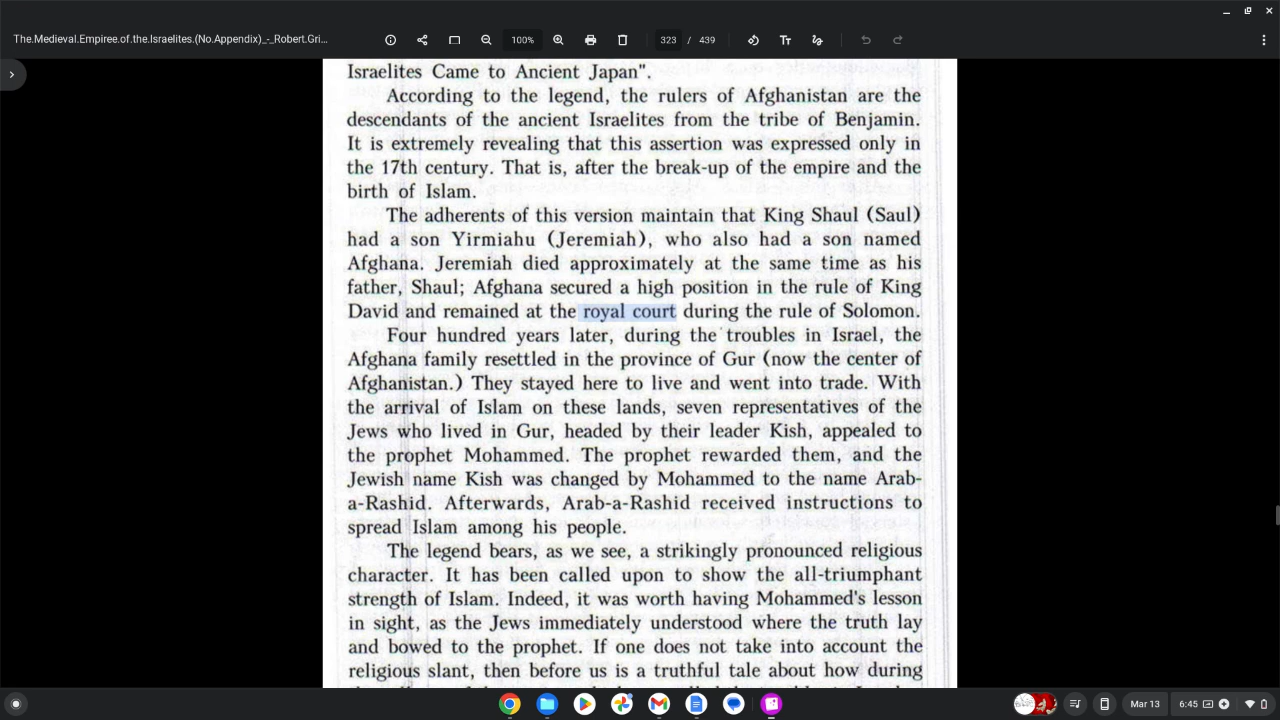 The.Medieval.Empiree.of.the.Israelites.(No.Appendix)_-_Robert.Gri...
100%
323 / 439
Israelites Came to Ancient Japan".
According to the legend, the rulers of Afghanistan are the
descendants of the ancient Israelites from the tribe of Benjamin.
It is extremely revealing that this assertion was expressed only in
the 17th century. That is, after the break-up of the empire and the
birth of Islam.
The adherents of this version maintain that King Shaul (Saul)
had a son Yirmiahu (Jeremiah), who also had a son named
Afghana. Jeremiah died approximately at the same time as his
father, Shaul; Afghana secured a high position in the rule of King
David and remained at the royal court during the rule of Solomon.
Four hundred years later, during the troubles in Israel, the
Afghana family resettled in the province of Gur (now the center of
Afghanistan.) They stayed here to live and went into trade. With
the arrival of Islam on these lands, seven representatives of the
Jews who lived in Gur, headed by their leader Kish, appealed to
the prophet Mohammed. The prophet rewarded them, and the
Jewish name Kish was changed by Mohammed to the name Arab-
a-Rashid. Afterwards, Arab-a-Rashid received instructions to
spread Islam among his people.
The legend bears, as we see, a strikingly pronounced religious
character. It has been called upon to show the all-triumphant
strength of Islam. Indeed, it was worth having Mohammed's lesson
in sight, as the Jews immediately understood where the truth lay
and bowed to the prophet. If one does not take into account the
religious slant, then before us is a truthful tale about how during
Mar 13
6:45